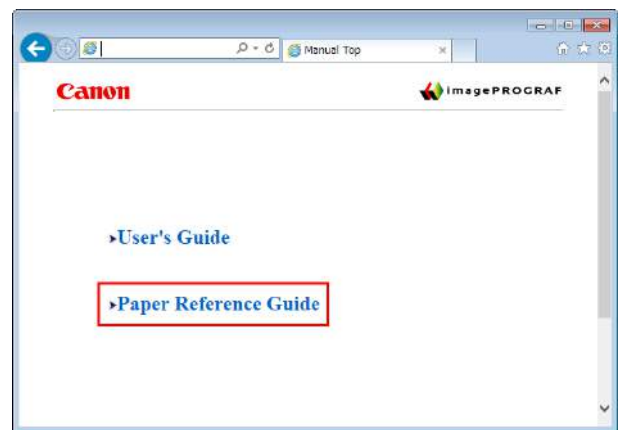 Manual Top
Canon
imagePROGRAF
User's Guide
Paper Reference Guide